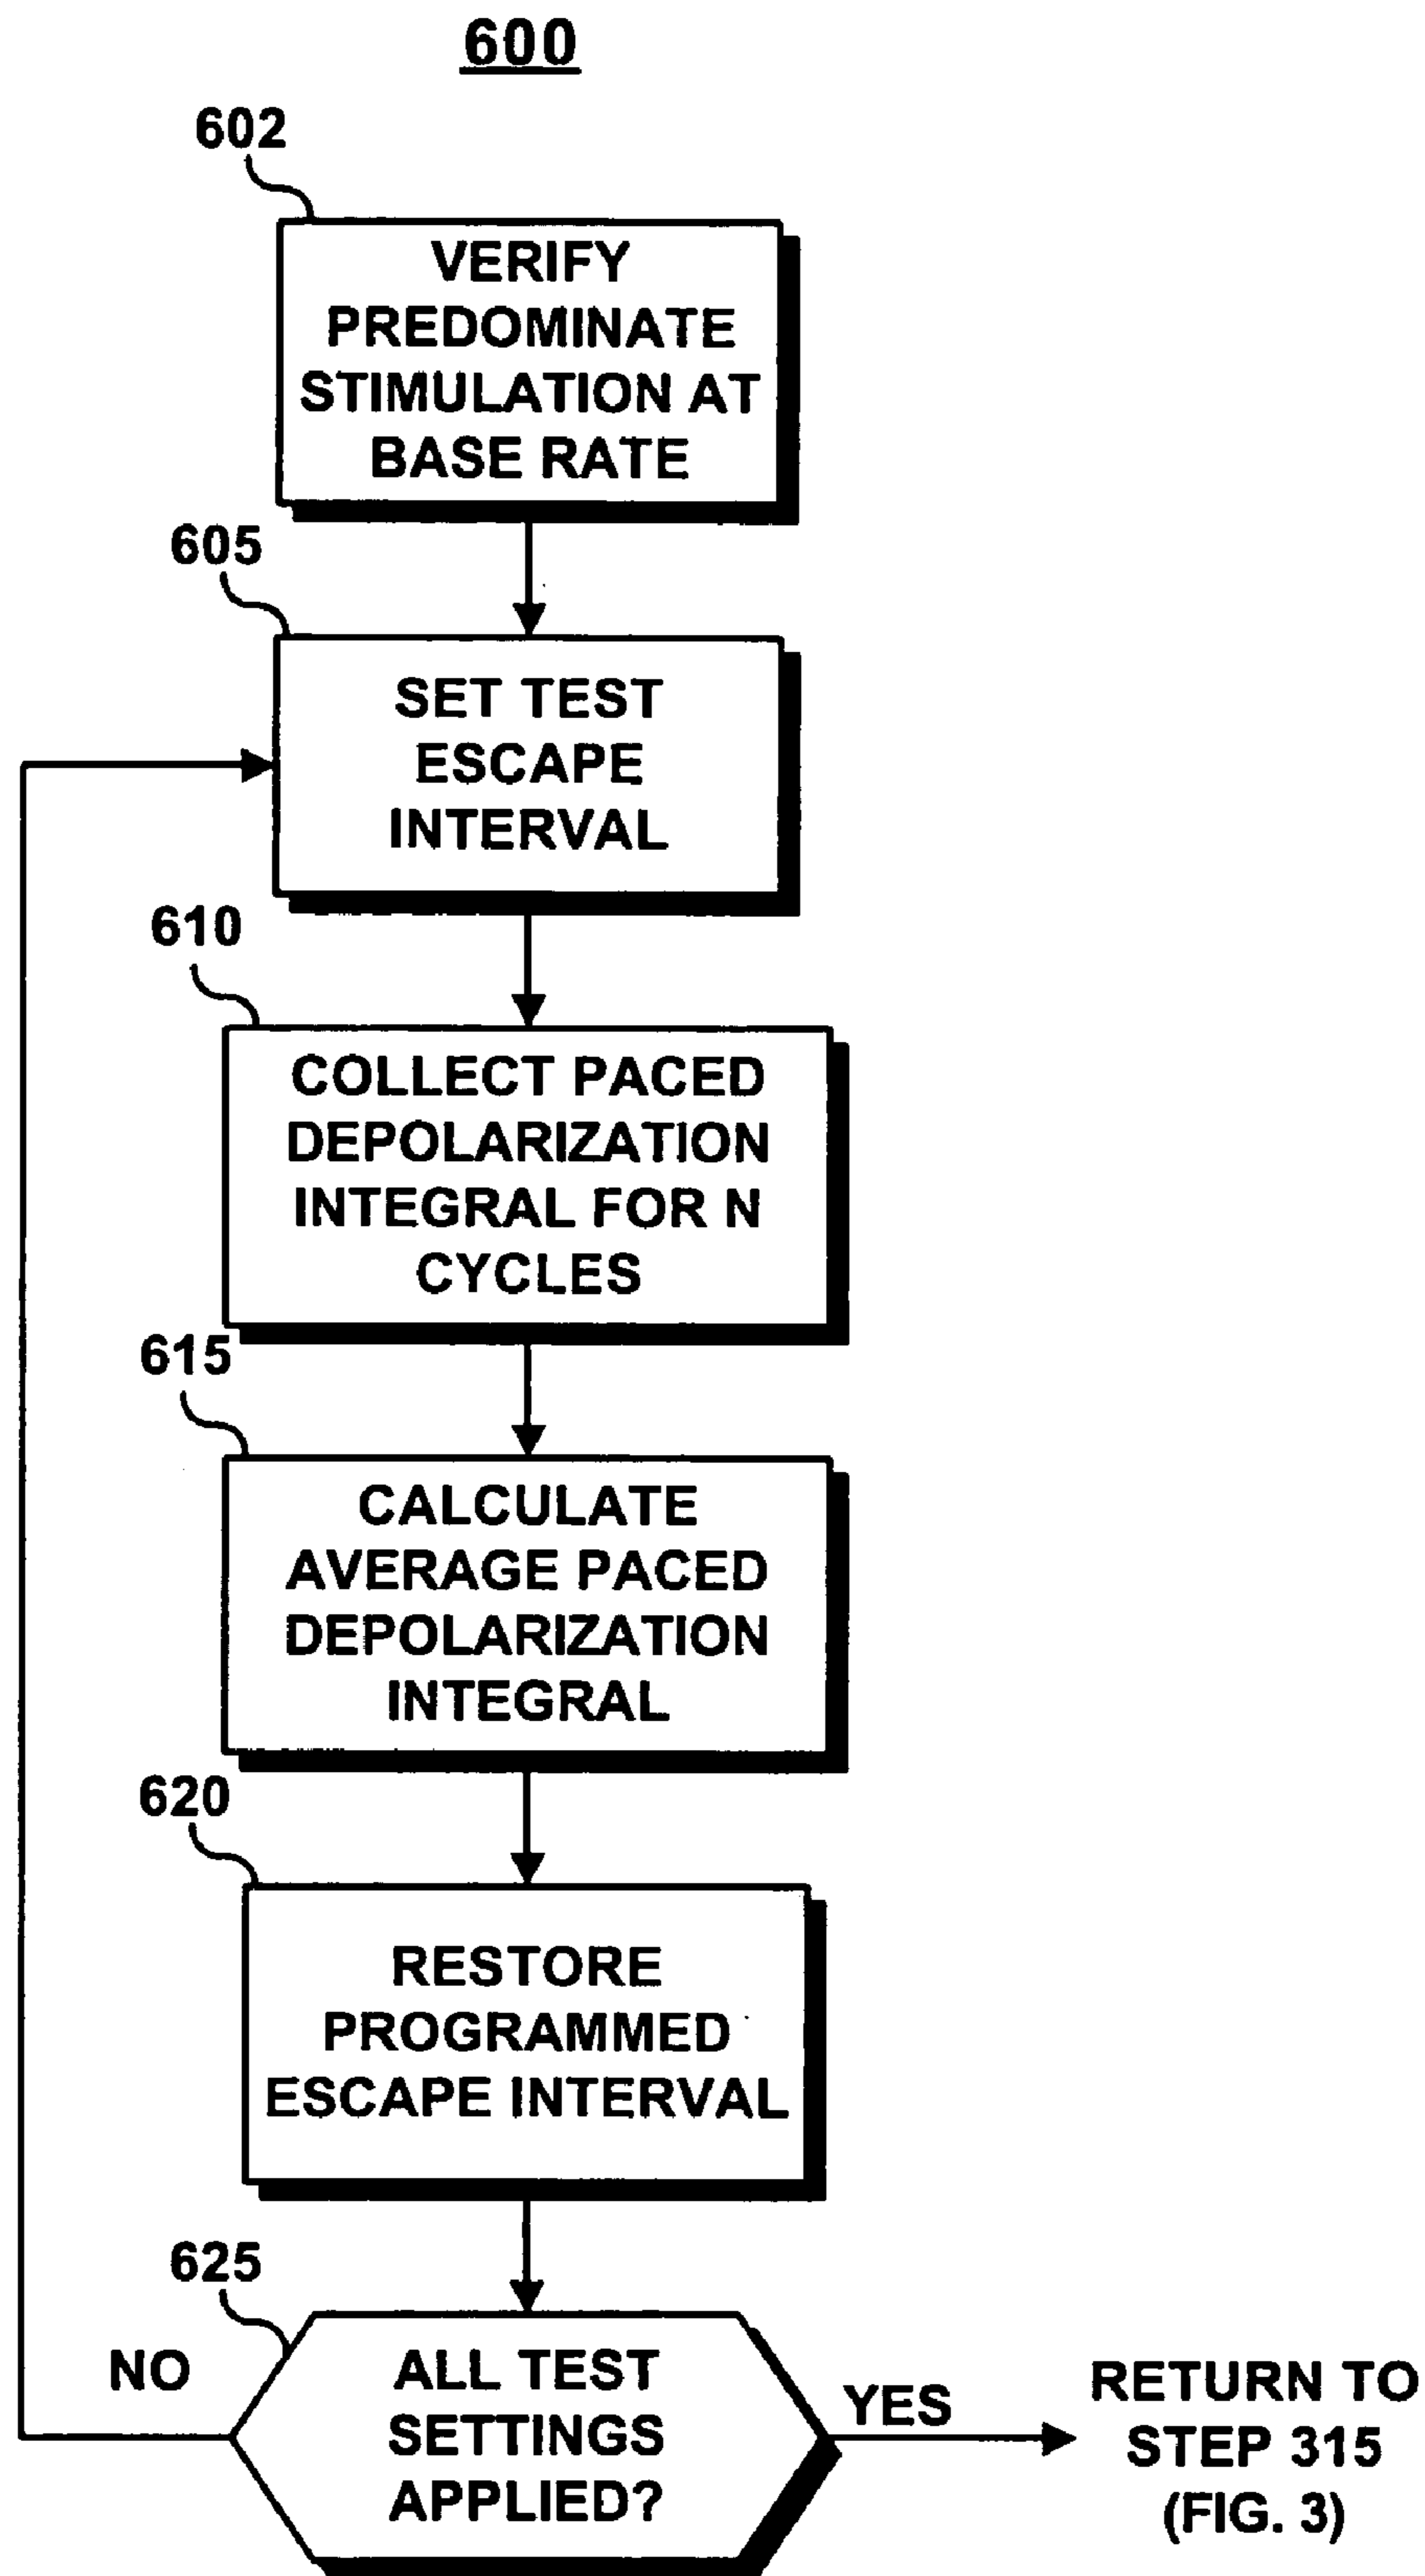 600
602
VERIFY
PREDOMINATE
STIMULATION AT
BASE RATE
605
SET TEST
ESCAPE
INTERVAL
610
COLLECT PACED
DEPOLARIZATION
INTEGRAL FOR N
CYCLES
615
CALCULATE
AVERAGE PACED
DEPOLARIZATION
INTEGRAL
620
RESTORE
PROGRAMMED
ESCAPE INTERVAL
625
NO
ALL TEST
SETTINGS
APPLIED?
YES
RETURN TO
STEP 315
(FIG. 3)